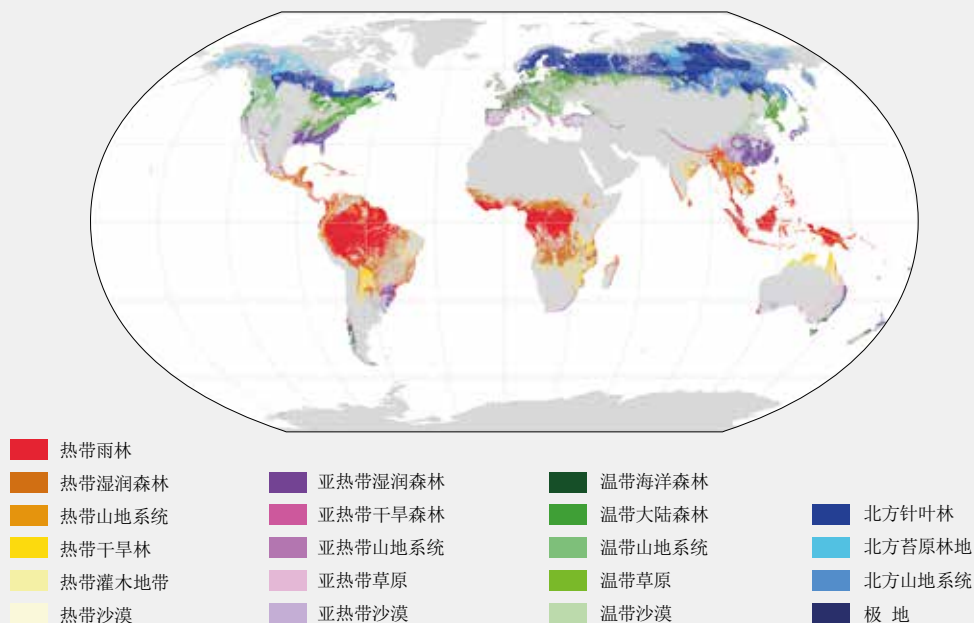 热带雨林
热带湿润森林
热带山地系统
热带干旱林
热带灌木地带
热带沙漠
亚热带湿润森林
亚热带干旱森林
亚热带山地系统
亚热带草原
亚热带沙漠
温带海洋森林
温带大陆森林
温带山地系统
温带草原
温带沙漠
北方针叶林
北方苔原林地
北方山地系统
极 地